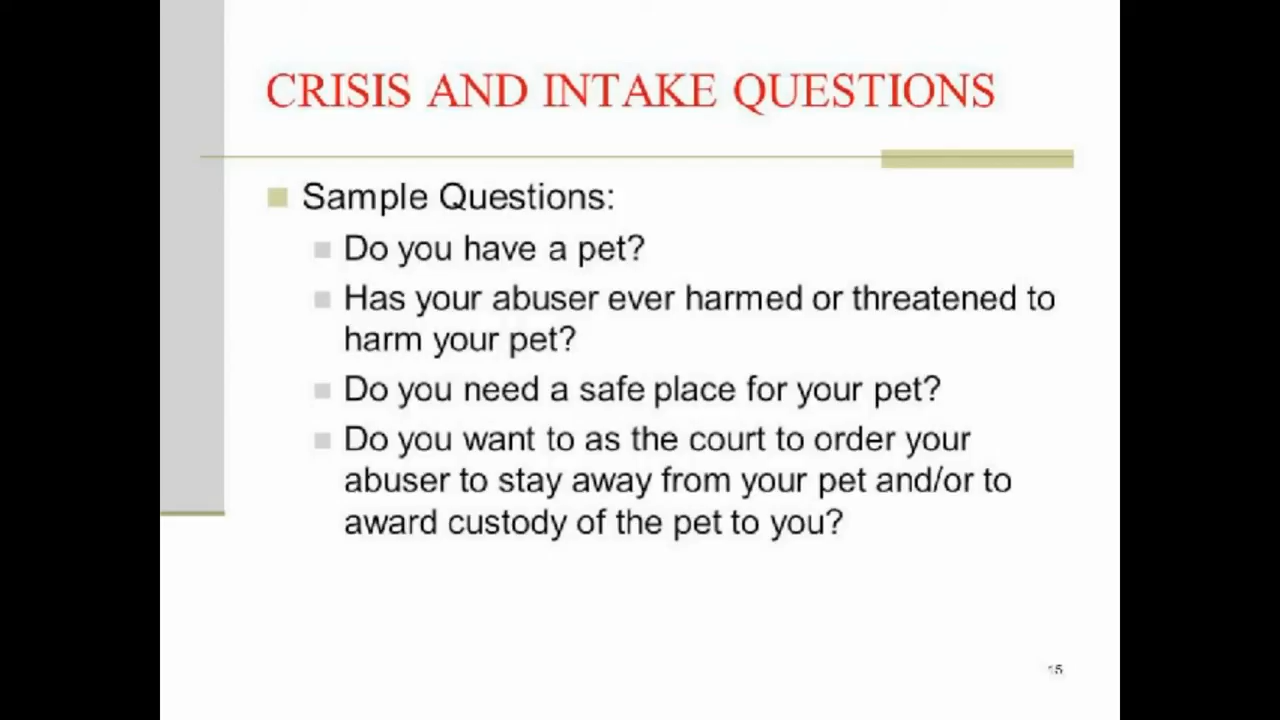 CRISIS AND INTAKE QUESTIONS
Sample Questions:
Do you have a pet?
Has your abuser ever harmed or threatened to
harm your pet?
Do you need a safe place for your pet?
Do you want to as the court to order your
abuser to stay away from your pet and/or to
award custody of the pet to you?
15